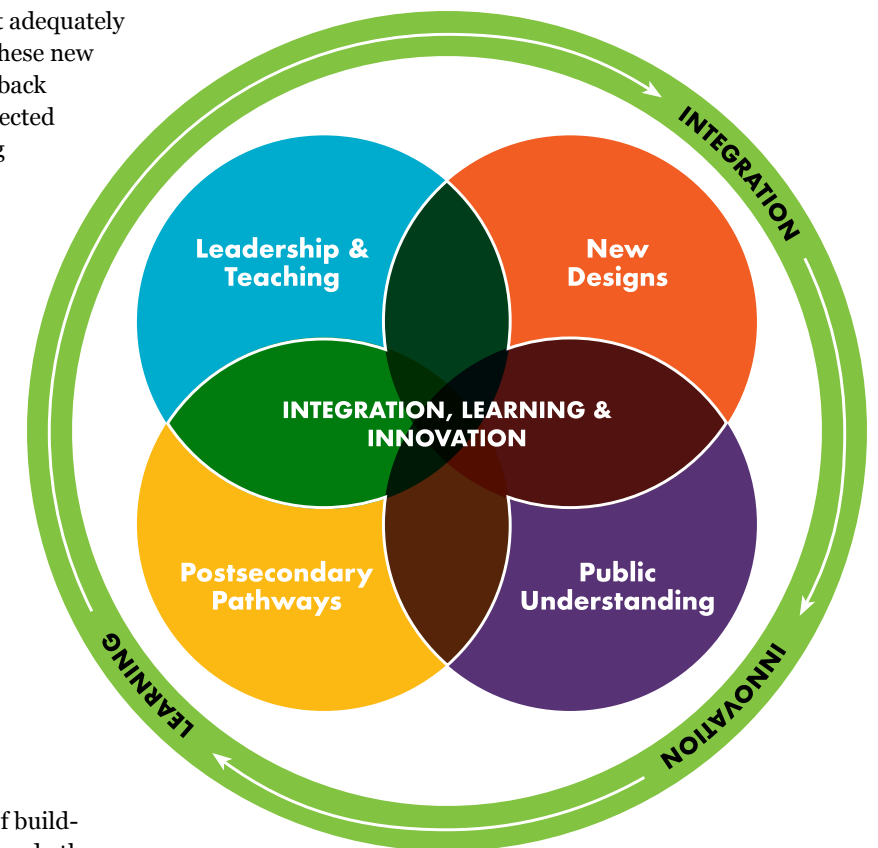 t adequately
hese new
back
ected
g
INTEGRATION
Leadership &
Teaching
New
Designs
INTEGRATION, LEARNING &
INNOVATION
Postsecondary
Pathways
Public
Understanding
LEARNING
INNOVATION
f build-